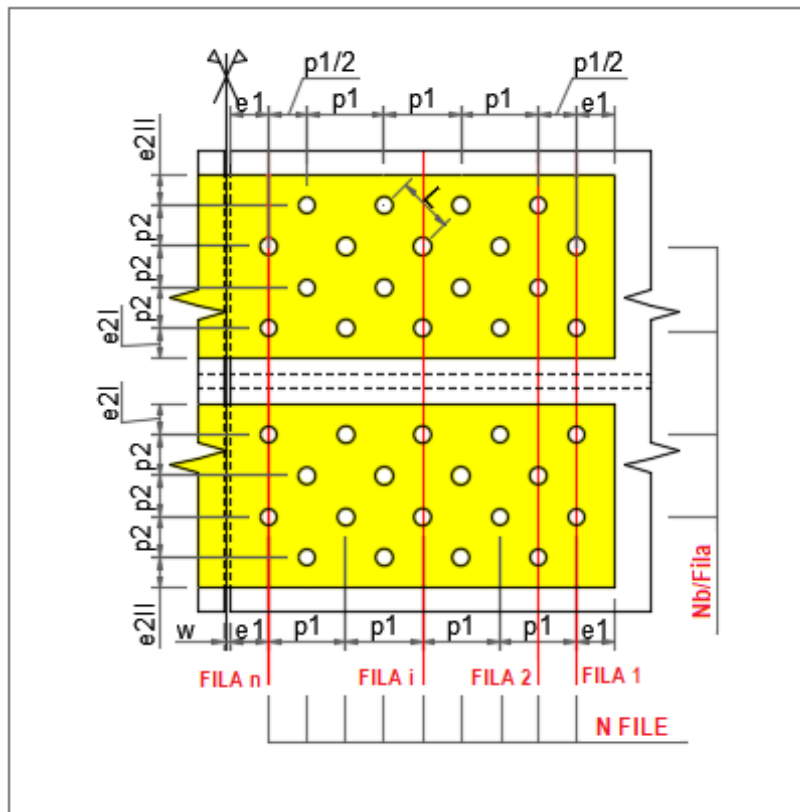 p1/2
p1/2
e1 p1 p1 p1 e1
e2II
p2
p2
p2
e2I
L
e2I
p2
p2
p2
e2II
Nb/Fila
w e1 p1 p1 p1 p1 e1
FILA n FILA i FILA 2 FILA 1
N FILE